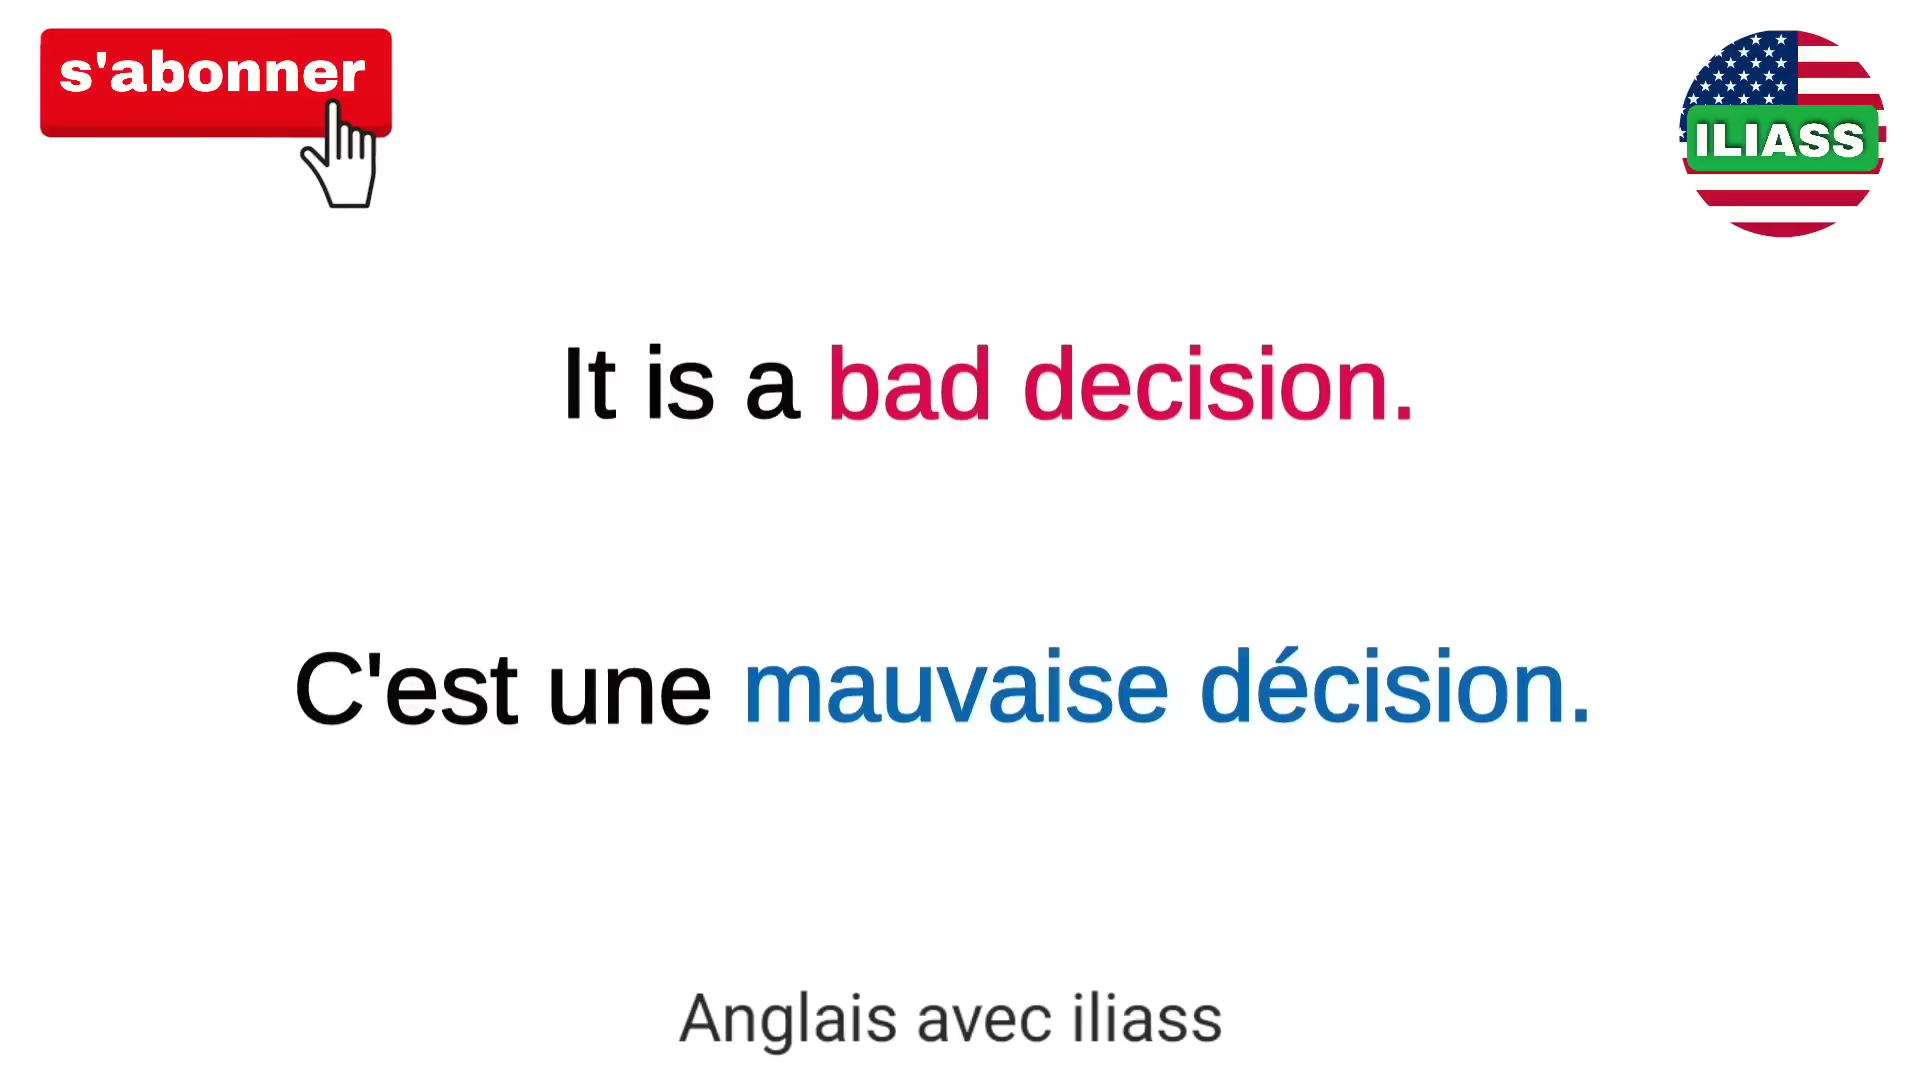 s'abonner
ILIASS
It is a bad decision.
C'est une mauvaise décision.
Anglais avec iliass